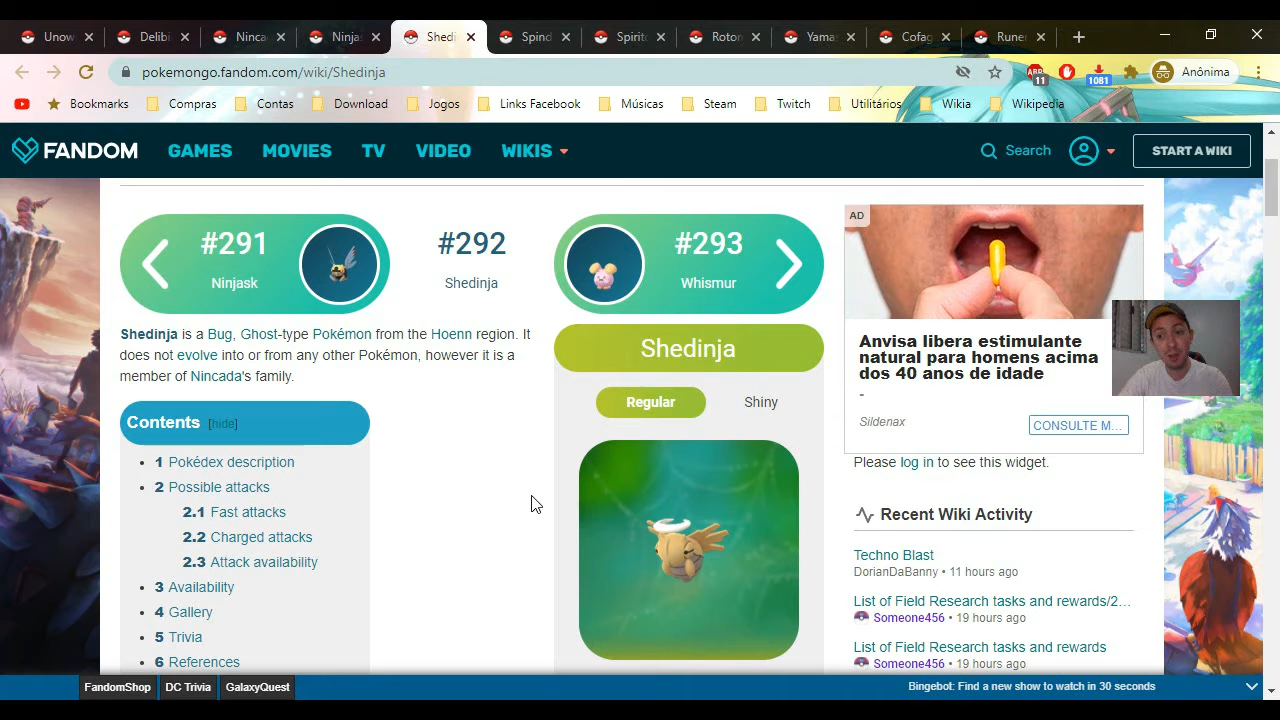 Unow
Delibi
Ninca
Ninja
Shedi
Spind
Spirit
Roton
Yama
Cofag
Rune
pokemongo.fandom.com/wiki/Shedinja
ABP
11
1081
Anônima
Bookmarks
Compras
Contas
Download
Jogos
Links Facebook
Músicas
Steam
Twitch
Utilitários
Wikia
Wikipedia
FANDOM
GAMES
MOVIES
TV
VIDEO
WIKIS
Search
START A WIKI
#291
Ninjask
#292
Shedinja
#293
Whismur
Shedinja is a Bug, Ghost-type Pokémon from the Hoenn region. It
does not evolve into or from any other Pokémon, however it is a
member of Nincada's family.
Contents [hide]
1 Pokédex description
2 Possible attacks
2.1 Fast attacks
2.2 Charged attacks
2.3 Attack availability
3 Availability
4 Gallery
5 Trivia
6 References
Shedinja
Regular
Shiny
AD
Anvisa libera estimulante
natural para homens acima
dos 40 anos de idade
-
Sildenax
CONSULTE M...
Please log in to see this widget.
Recent Wiki Activity
Techno Blast
DorianDaBanny • 11 hours ago
List of Field Research tasks and rewards/2...
Someone456 • 19 hours ago
List of Field Research tasks and rewards
Someone456 • 19 hours ago
FandomShop
DC Trivia
GalaxyQuest
Bingebot: Find a new show to watch in 30 seconds